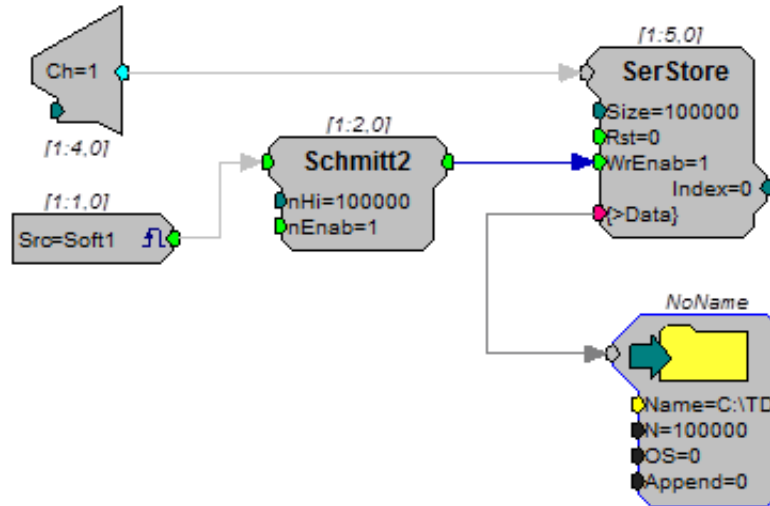 [1:5,0]
Ch=1
SerStore
Size=100000
Rst=0
WrEnab=1
Index=0
{>Data}
[1:4,0]
[1:2,0]
Schmitt2
nHi=100000
nEnab=1
[1:1,0]
Src=Soft1
NoName
Name=C:\TD
N=100000
OS=0
Append=0